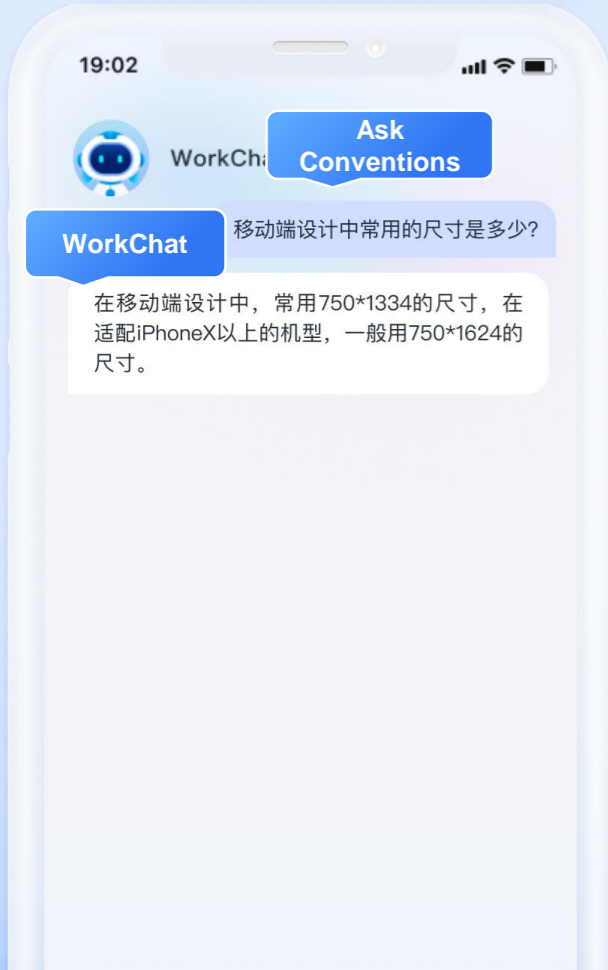 19:02
Ask
Conventions
WorkCha
移动端设计中常用的尺寸是多少?
WorkChat
在移动端设计中，常用750*1334的尺寸，在
适配iPhoneX以上的机型，一般用750*1624的
尺寸。